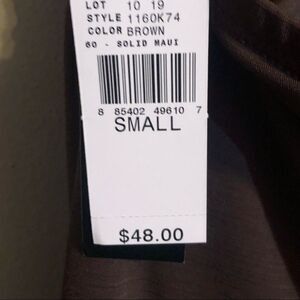 LOT 10 19
STYLE 1160K74
COLOR BROWN
60 - SOLID MAUI
8 85402 49610 7
SMALL
$48.00